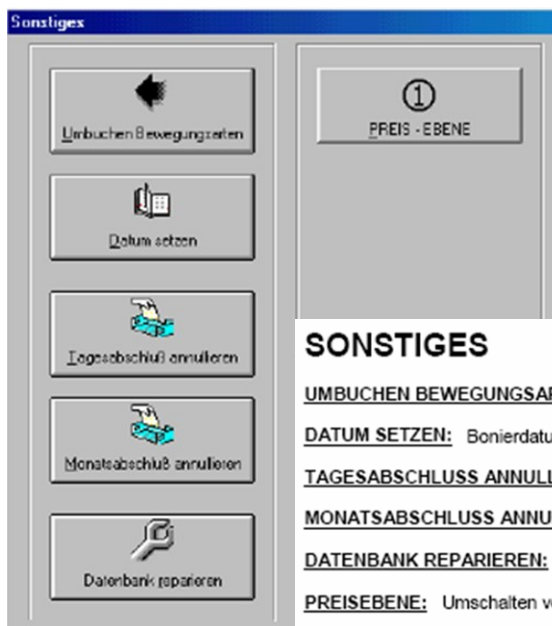 Sonstiges
Umbuchen Bewegungsarten
Datum setzen
Tagesabschluß annullieren
Monatsabschluß annullieren
Datenbank reparieren
1
PREIS - EBENE
SONSTIGES
UMBUCHEN BEWEGUNGSAR
DATUM SETZEN: Bonierdatu
TAGESABSCHLUSS ANNULL
MONATSABSCHLUSS ANNU
DATENBANK REPARIEREN:
PREISEBENE: Umschalten v